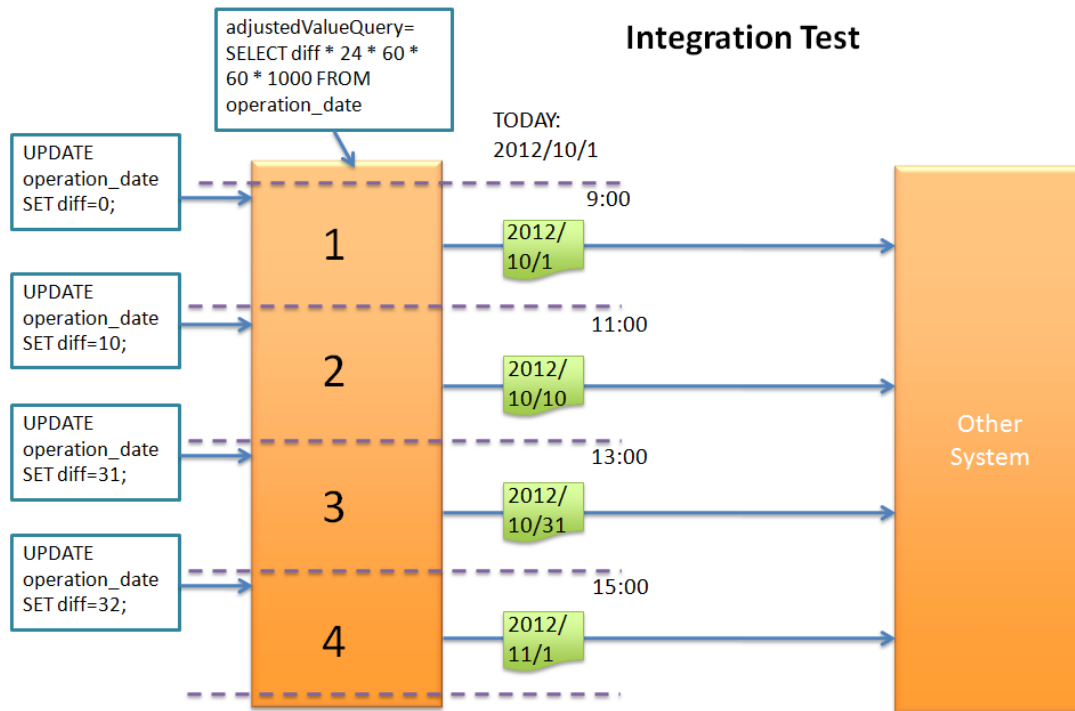 adjustedValueQuery=
SELECT diff * 24 * 60 *
60 * 1000 FROM
operation_date
Integration Test
TODAY:
2012/10/1
UPDATE
operation_date
SET diff=0;
9:00
1
2012/
10/1
UPDATE
operation_date
SET diff=10;
11:00
2
2012/
10/10
UPDATE
operation_date
SET diff=31;
13:00
3
2012/
10/31
UPDATE
operation_date
SET diff=32;
15:00
4
2012/
11/1
Other
System